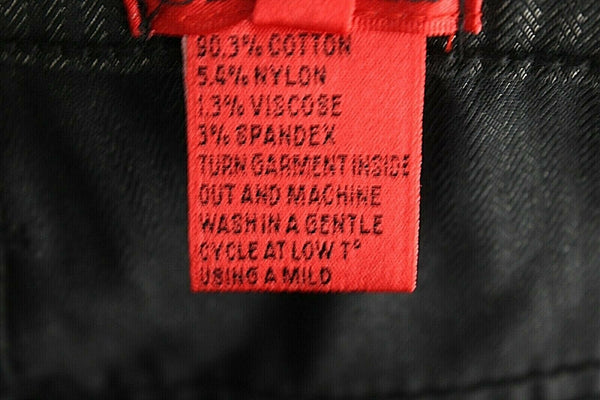 90.3% COTTON
5.4% NYLON
1.3% VISCOSE
3% SPANDEX
TURN GARMENT INSIDE
OUT AND MACHINE
WASH IN A GENTLE
CYCLE AT LOW T°
USING A MILD